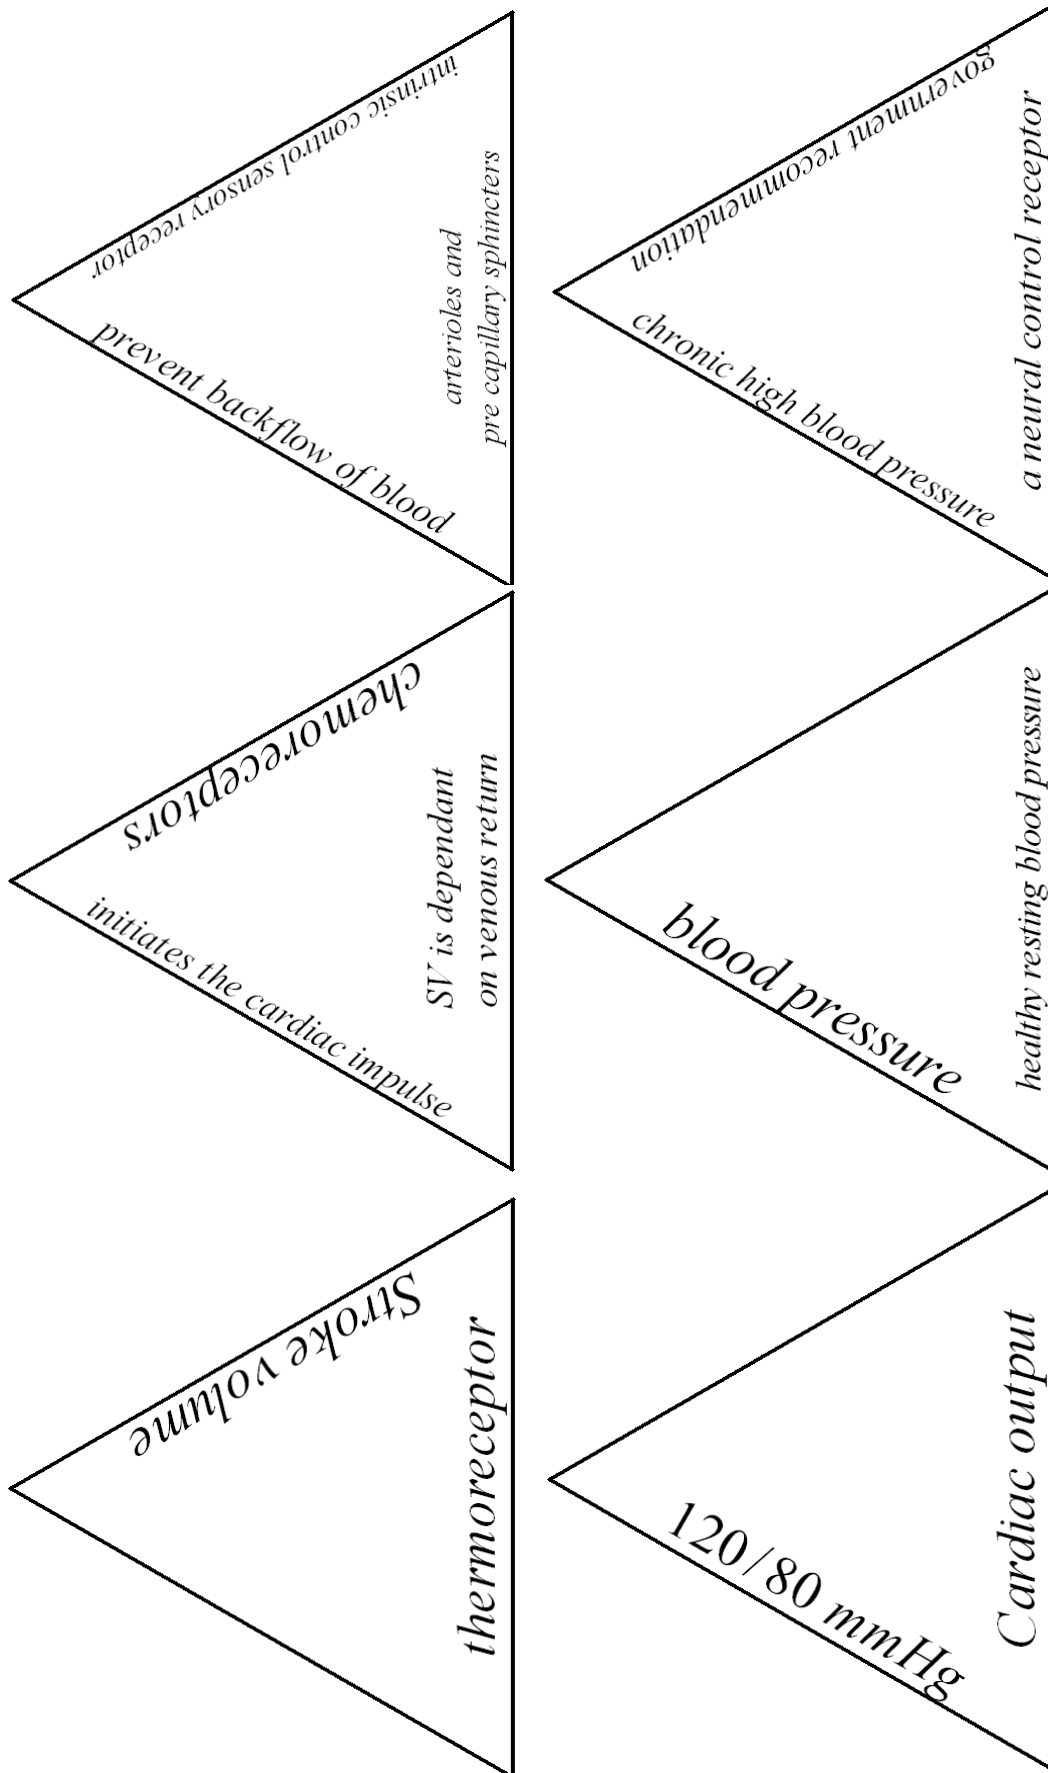 intrinsic control sensory receptor
prevent backflow of blood
arterioles and
pre capillary sphincters
government recommendation
chronic high blood pressure
a neural control receptor
chemoreceptors
initiates the cardiac impulse
SV is dependant
on venous return
blood pressure
healthy resting blood pressure
Stroke volume
thermoreceptor
120/80 mmHg
Cardiac output